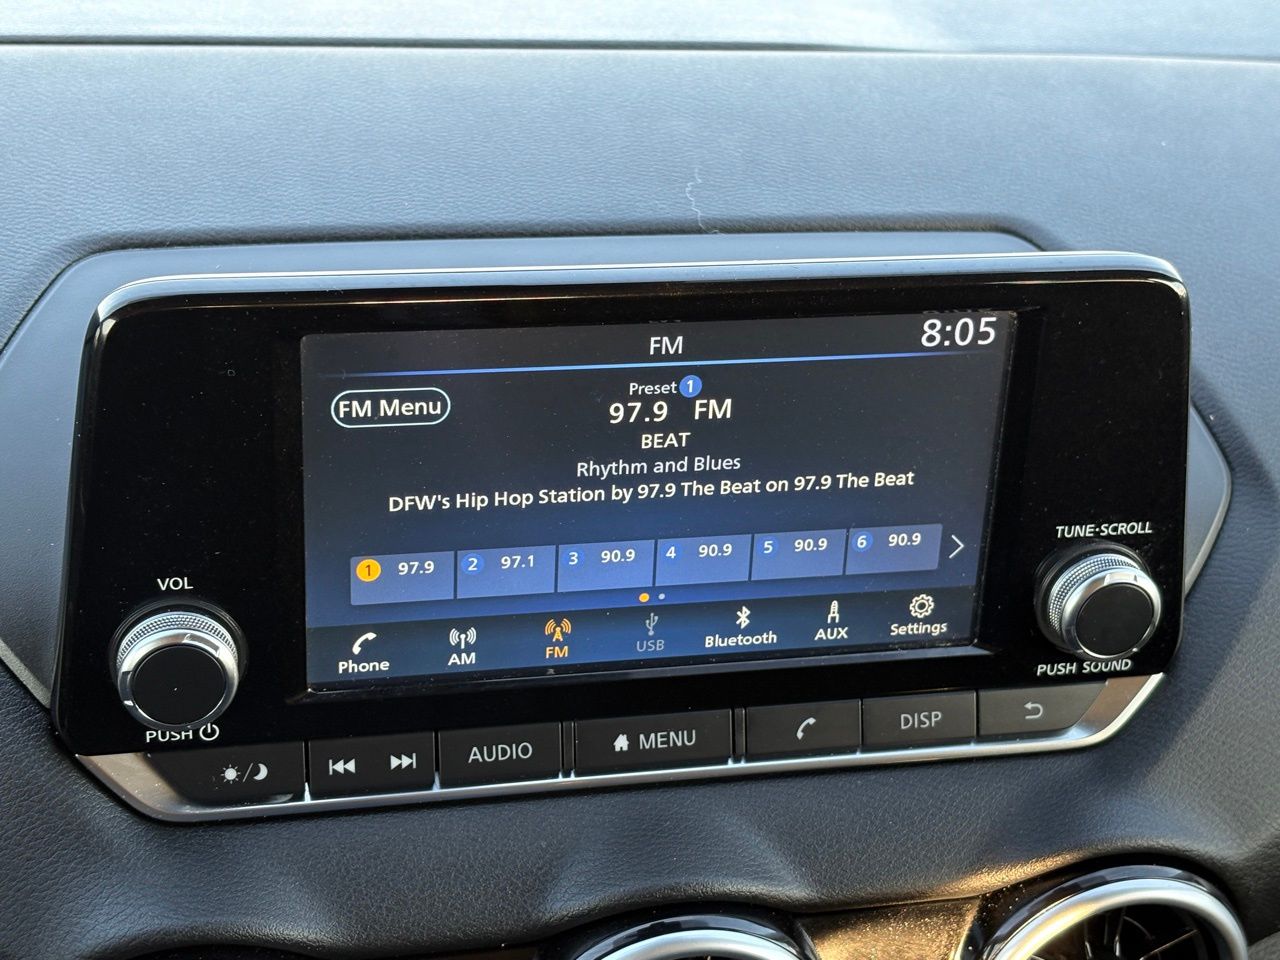 FM
8:05
FM Menu
Preset 1
97.9 FM
BEAT
Rhythm and Blues
DFW's Hip Hop Station by 97.9 The Beat on 97.9 The Beat
1 97.9 2 97.1 3 90.9 4 90.9 5 90.9 6 90.9
Phone AM FM USB Bluetooth AUX Settings
VOL
PUSH
TUNE·SCROLL
PUSH SOUND
AUDIO MENU DISP